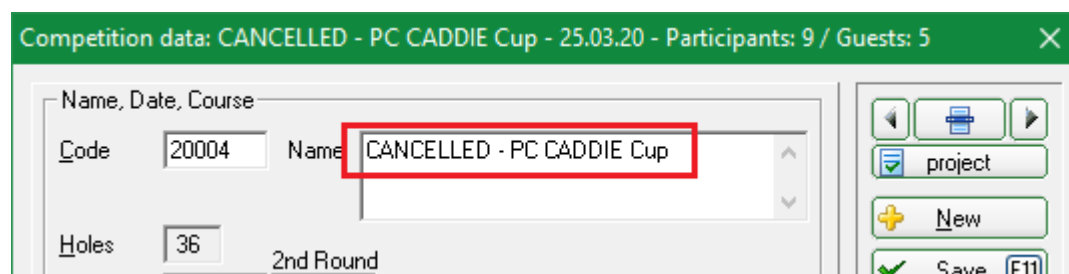 Competition data: CANCELLED - PC CADDIE Cup - 25.03.20 - Participants: 9 / Guests: 5
Name, Date, Course
Code 20004 Name CANCELLED - PC CADDIE Cup
project
New
Holes 36
2nd Round
Save F11